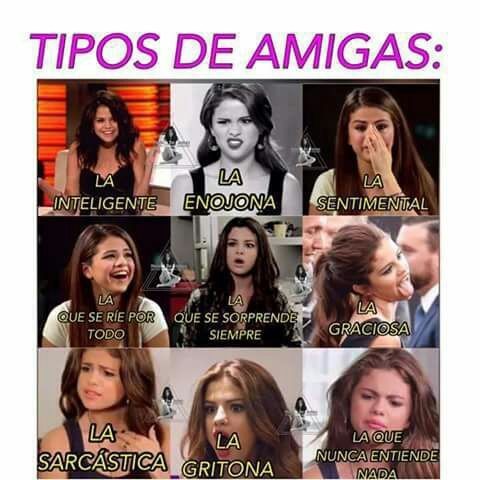 TIPOS DE AMIGAS:
LA
INTELIGENTE
LA
ENOJONA
LA
SENTIMENTAL
LA
QUE SE RÍE POR
TODO
LA
QUE SE SORPRENDE
SIEMPRE
LA
GRACIOSA
LA
SARCÁSTICA
LA
GRITONA
LA QUE
NUNCA ENTIENDE
NADA